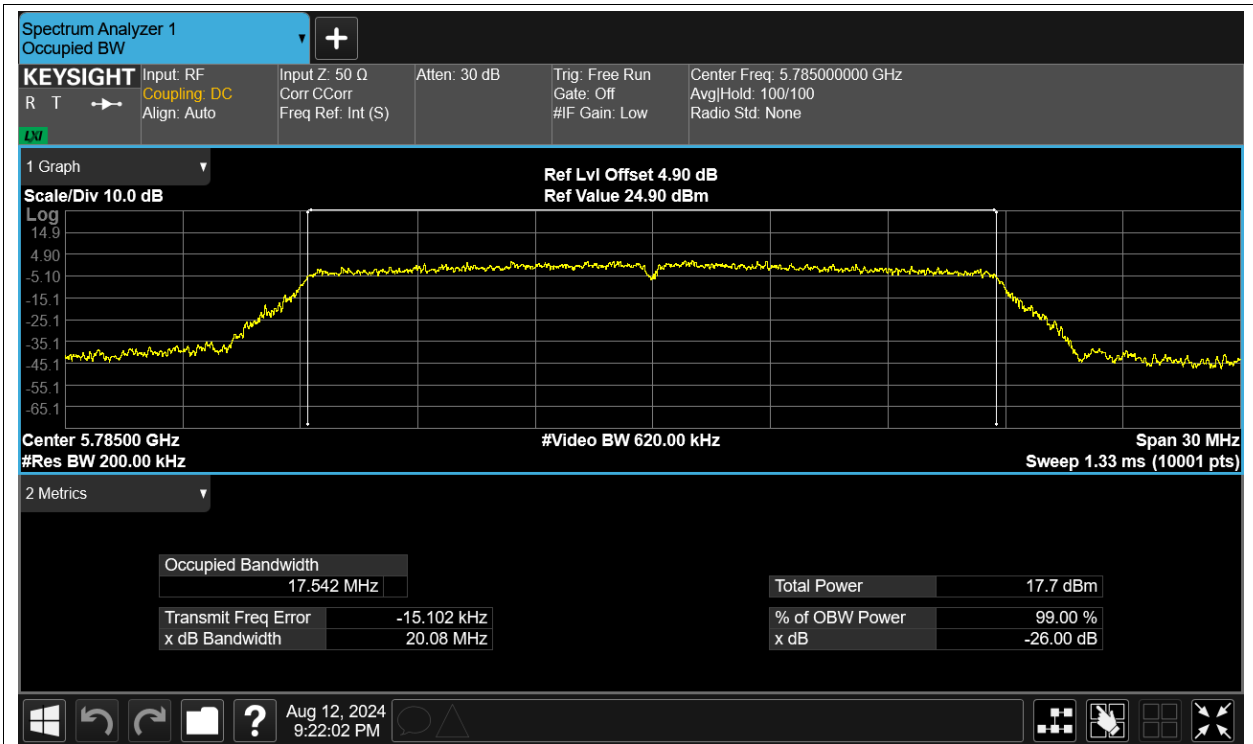 Spectrum Analyzer 1
Occupied BW
KEYSIGHT
R T
LXI
Input: RF
Coupling: DC
Align: Auto
Input Z: 50 Ω
Corr CCorr
Freq Ref: Int (S)
Atten: 30 dB
Trig: Free Run
Gate: Off
#IF Gain: Low
Center Freq: 5.785000000 GHz
Avg|Hold: 100/100
Radio Std: None
1 Graph
Scale/Div 10.0 dB
Ref Lvl Offset 4.90 dB
Ref Value 24.90 dBm
Log
14.9
4.90
-5.10
-15.1
-25.1
-35.1
-45.1
-55.1
-65.1
Center 5.78500 GHz
#Res BW 200.00 kHz
#Video BW 620.00 kHz
Span 30 MHz
Sweep 1.33 ms (10001 pts)
2 Metrics
Occupied Bandwidth
17.542 MHz
Transmit Freq Error -15.102 kHz
x dB Bandwidth 20.08 MHz
Total Power 17.7 dBm
% of OBW Power 99.00 %
x dB -26.00 dB
?
Aug 12, 2024
9:22:02 PM